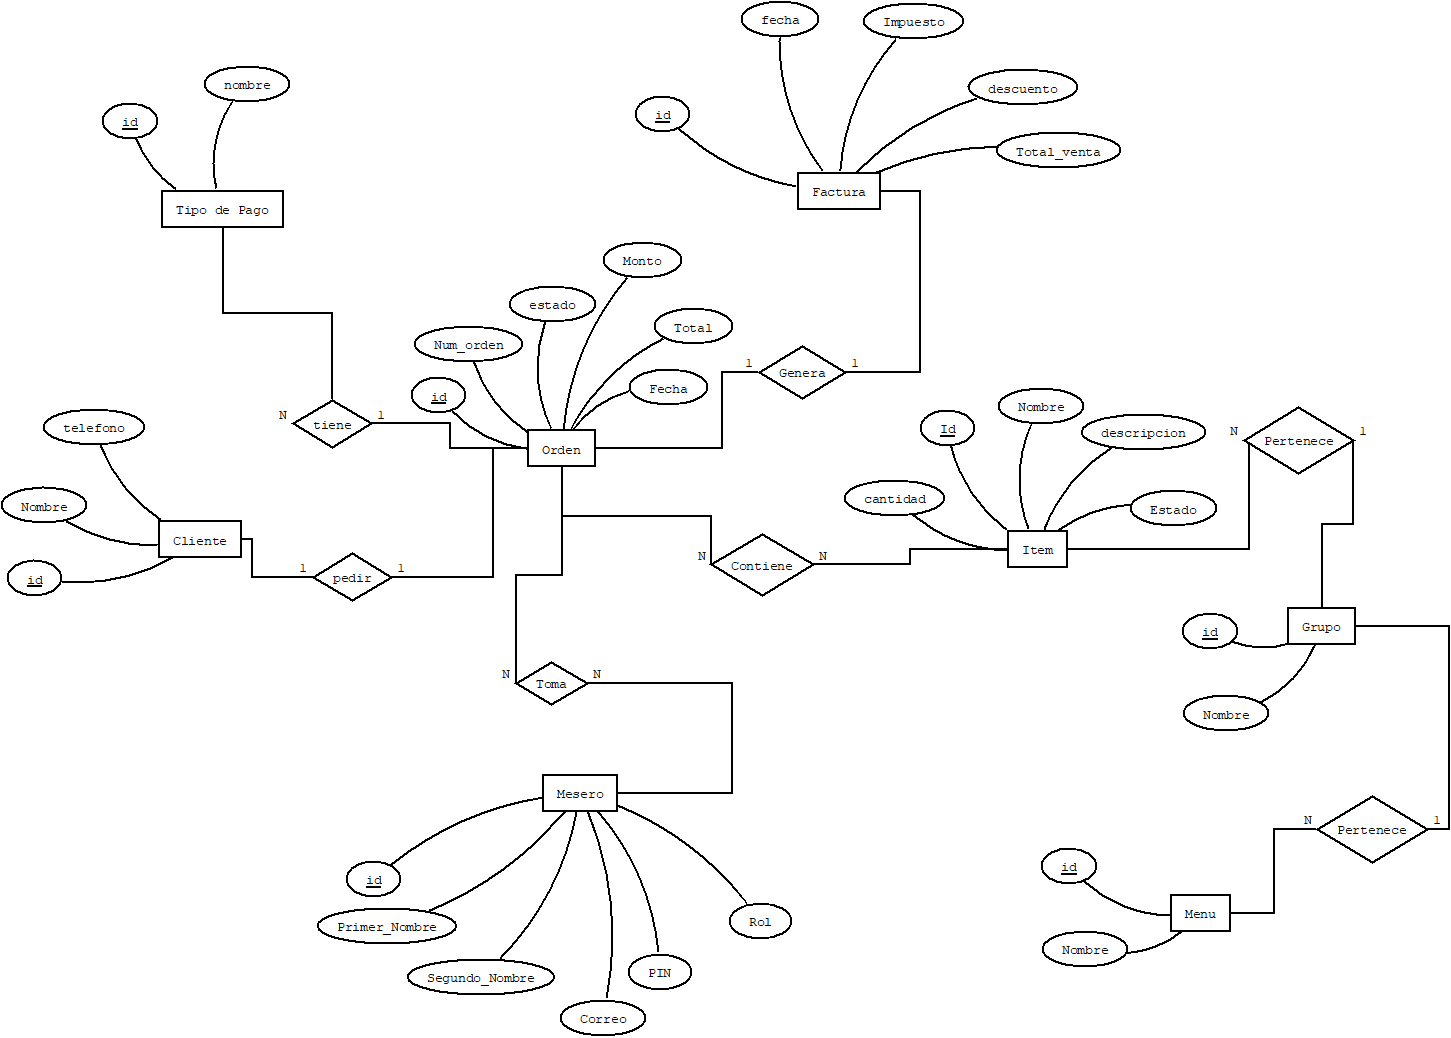 fecha
Impuesto
nombre
descuento
id
id
Total_venta
Factura
Tipo de Pago
Monto
estado
Total
Num_orden
1
Genera
1
Fecha
id
N
tiene
1
Orden
telefono
Nombre
Id
descripcion
N
Pertenece
1
cantidad
Estado
Nombre
Cliente
Item
id
1
pedir
1
N
Contiene
N
id
Grupo
N
Toma
N
Nombre
Mesero
N
Pertenece
1
id
id
Menu
Primer_Nombre
Rol
Nombre
Segundo_Nombre
PIN
Correo